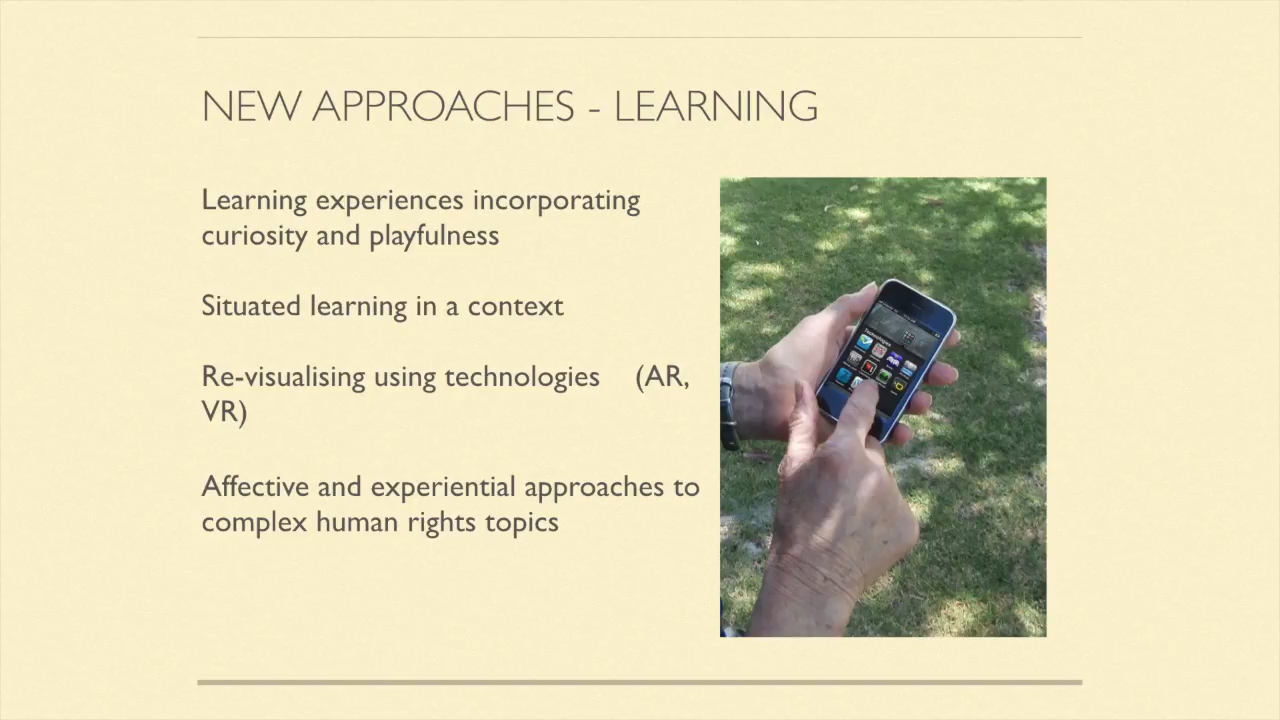 NEW APPROACHES - LEARNING
Learning experiences incorporating
curiosity and playfulness
Situated learning in a context
Re-visualising using technologies (AR,
VR)
Affective and experiential approaches to
complex human rights topics
Technologies